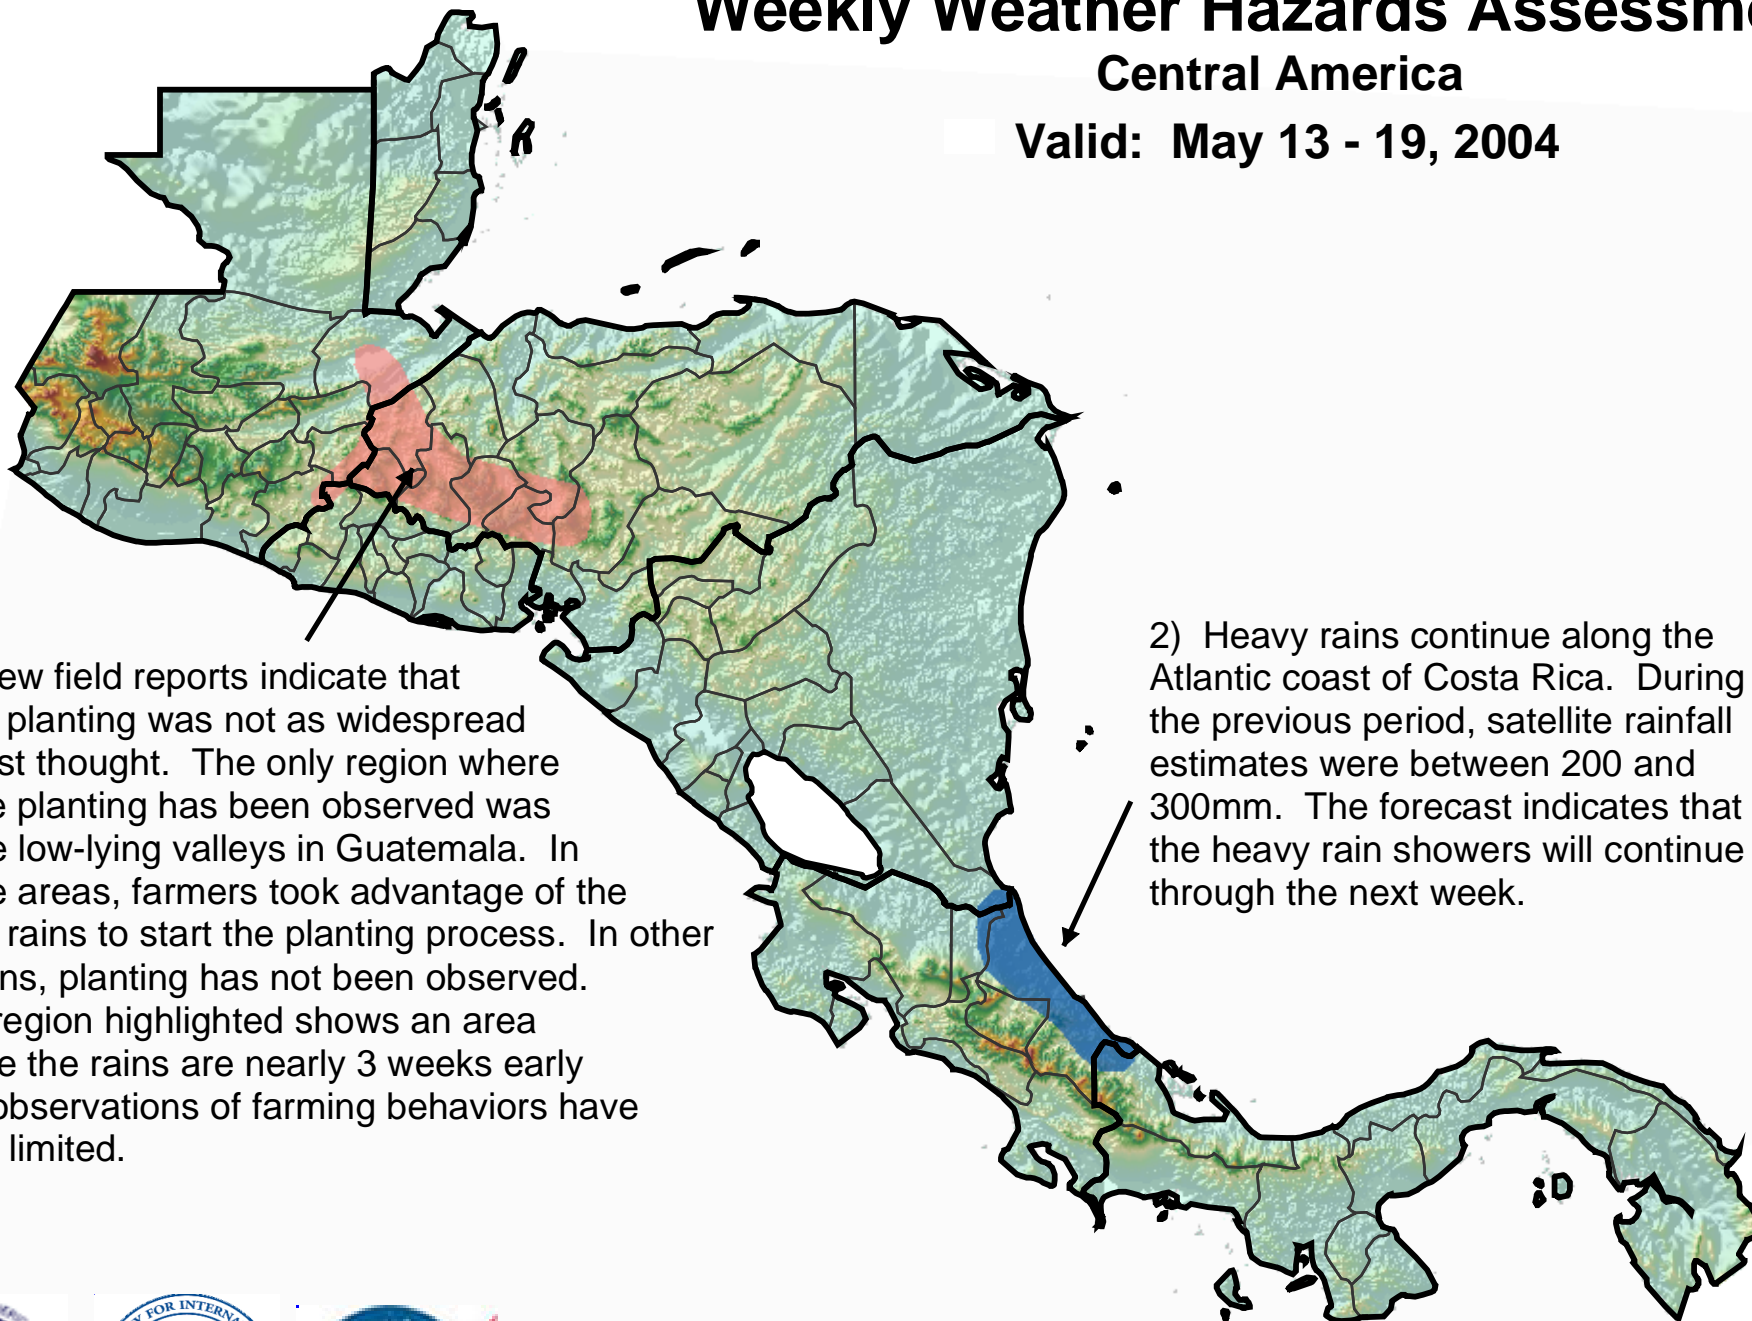 Weekly Weather Hazards
Central America
Valid: May 13 - 19, 2004
field reports indicate that
planting was not as widespread
thought. The only region where
planting has been observed was
low-lying valleys in Guatemala. In
areas, farmers took advantage of the
rains to start the planting process. In other
planting has not been observed.
region highlighted shows an area
the rains are nearly 3 weeks early
observations of farming behaviors have
limited.
2) Heavy rains continue along the
Atlantic coast of Costa Rica. During
the previous period, satellite rainfall
estimates were between 200 and
300mm. The forecast indicates that
the heavy rain showers will continue
through the next week.
FOR